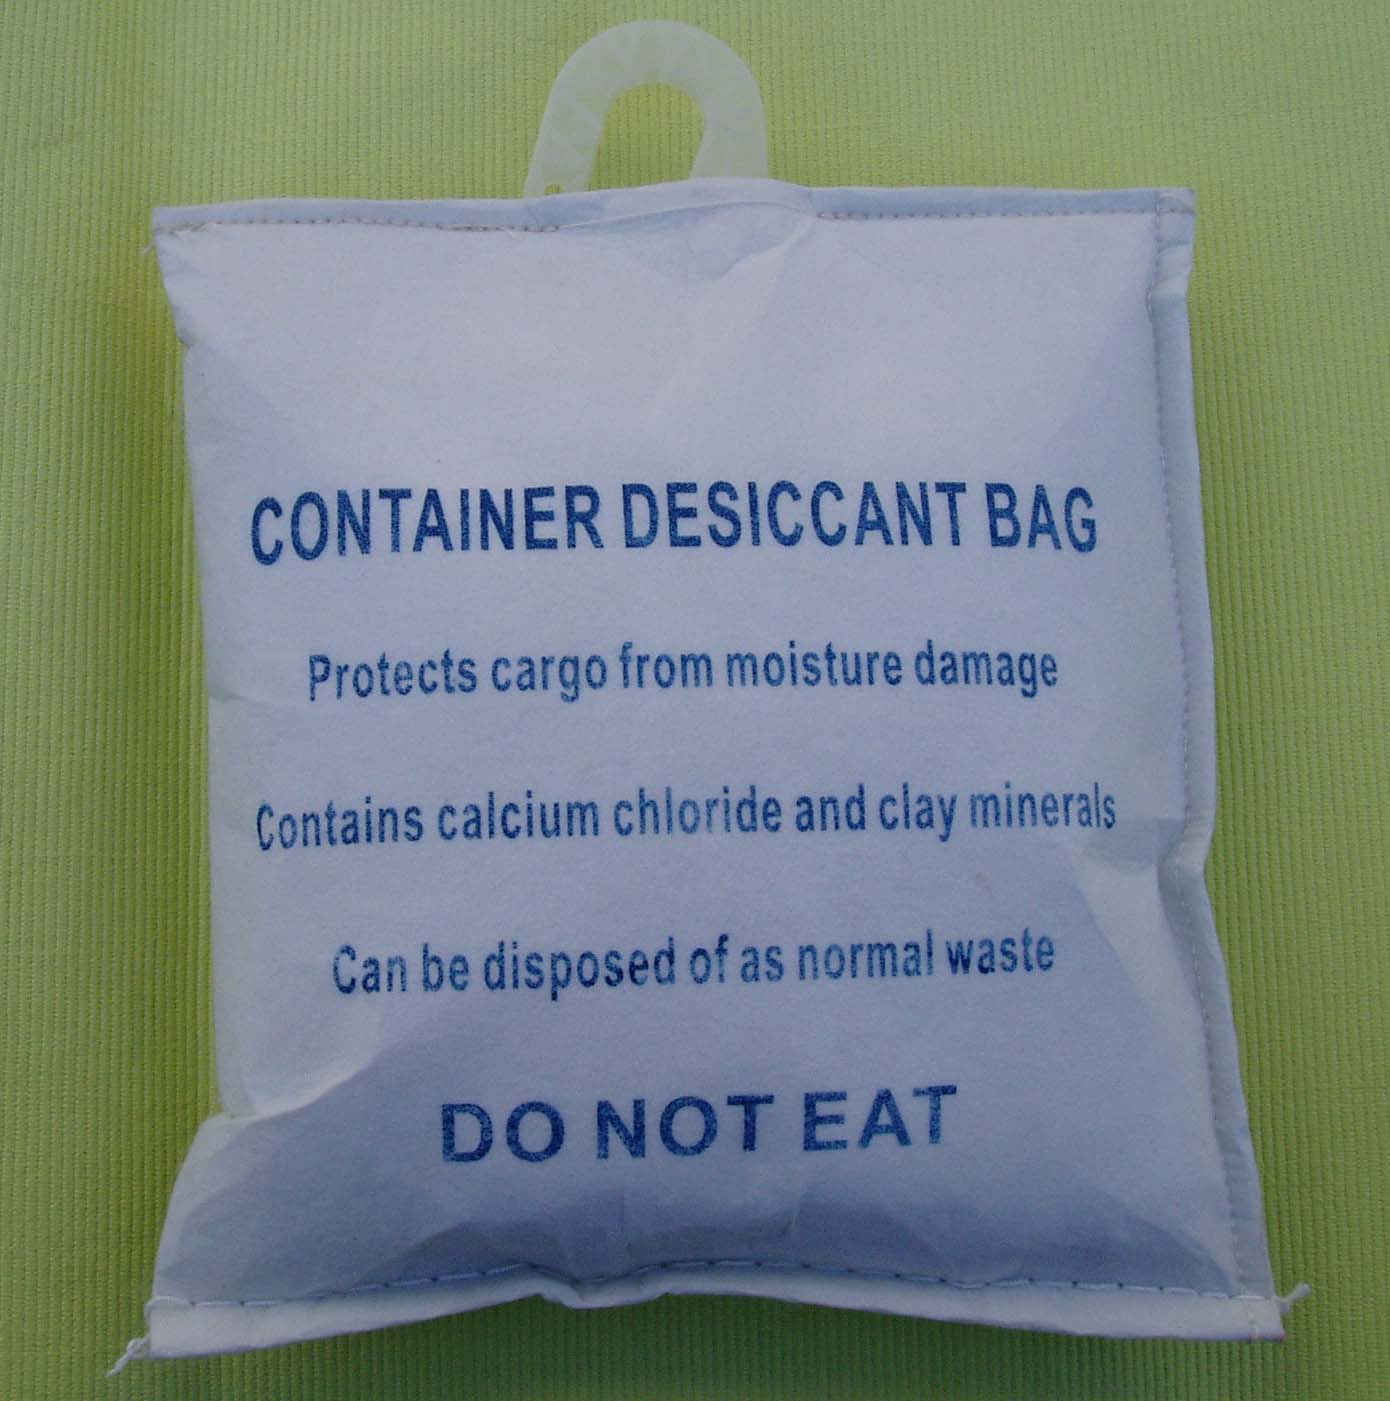 CONTAINER DESICCANT BAG
Protects cargo from moisture damage
Contains calcium chloride and clay minerals
Can be disposed of as normal waste
DO NOT EAT